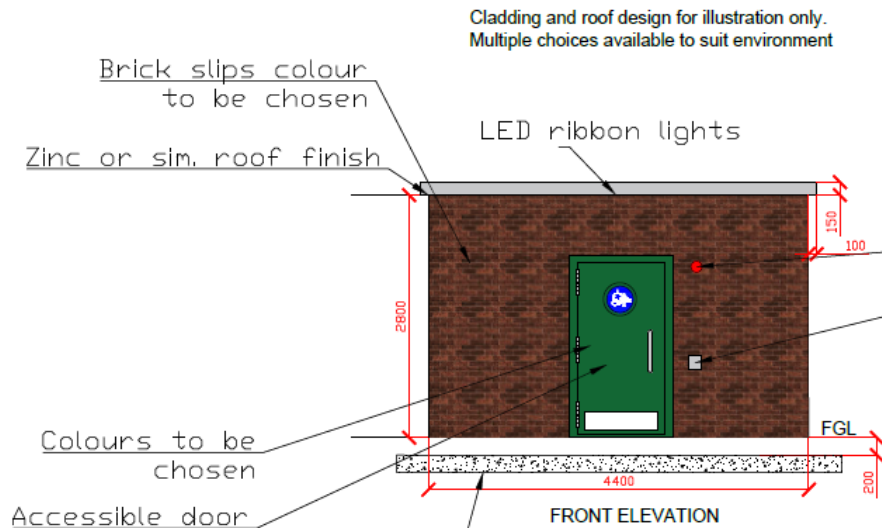 Cladding and roof design for illustration only.
Multiple choices available to suit environment
Brick slips colour
to be chosen
LED ribbon lights
Zinc or sim. roof finish
150
100
2800
Colours to be
chosen
FGL
200
4400
Accessible door
FRONT ELEVATION